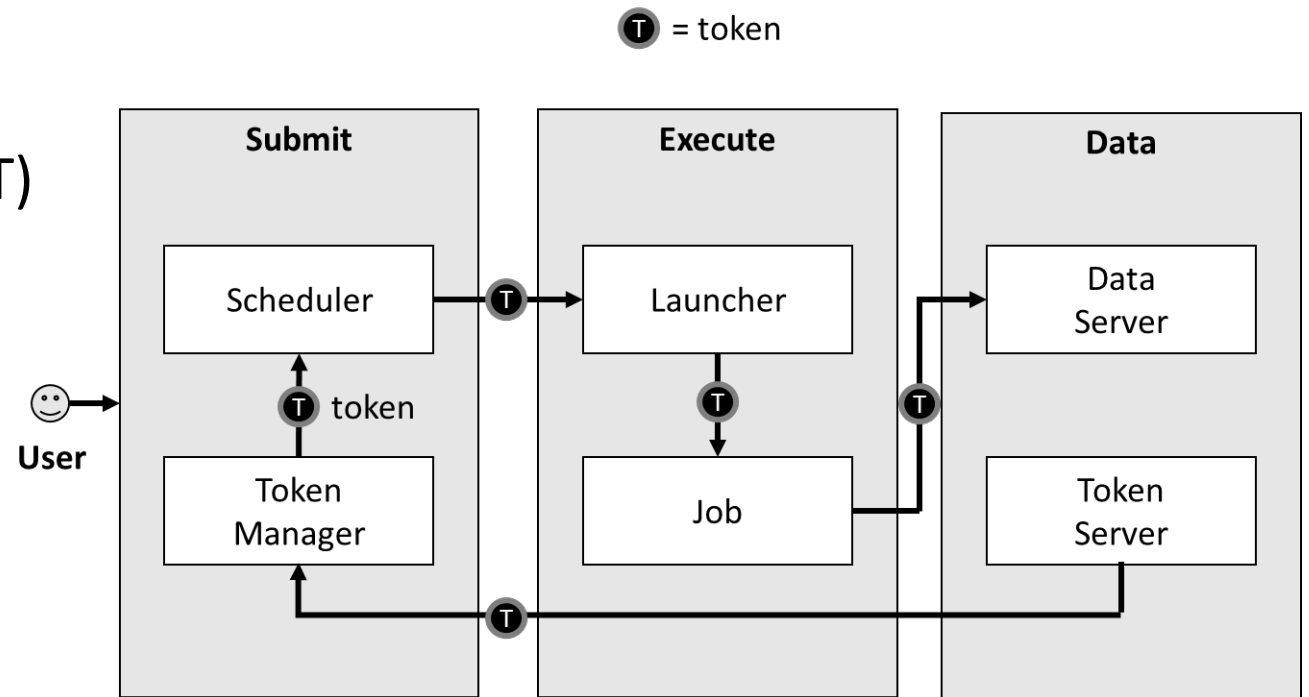 T = token
T)
Submit
Execute
Data
Scheduler
T
Launcher
Data
Server
User
T token
T
T
Token
Manager
Job
Token
Server
T